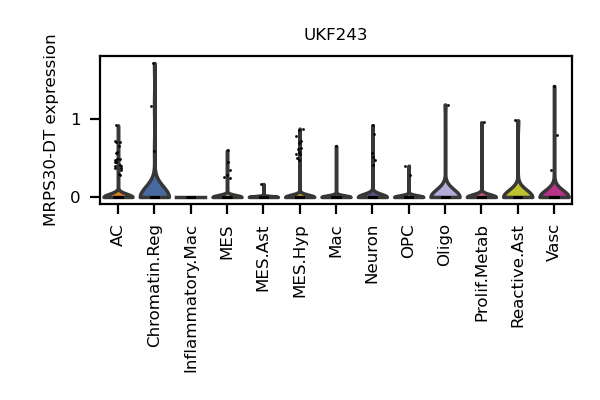 UKF243
MRPS30-DT expression
1
0
AC
Chromatin.Reg
Inflammatory.Mac
MES
MES.Ast
MES.Hyp
Mac
Neuron
OPC
Oligo
Prolif.Metab
Reactive.Ast
Vasc